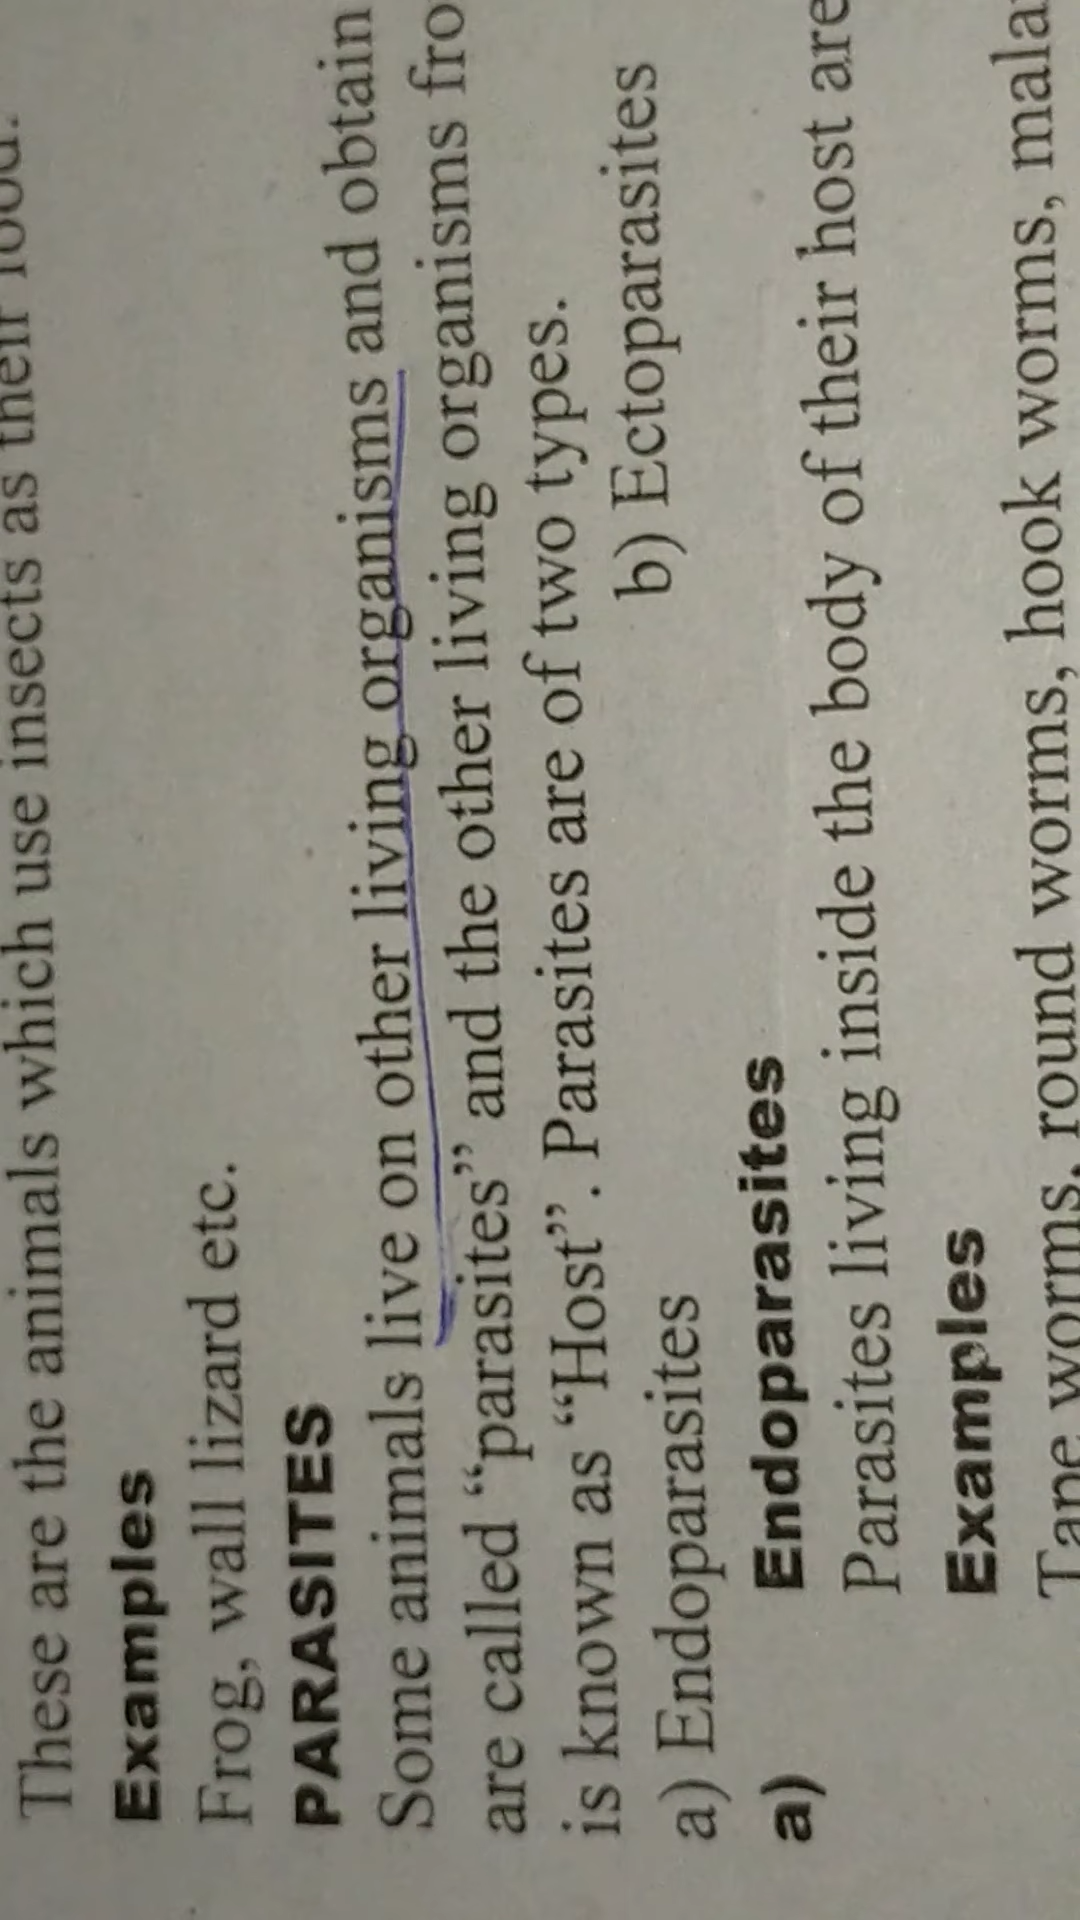 These are the animals which use insects as their food.
Examples
Frog, wall lizard etc.
PARASITES
Some animals live on other living organisms and obtain
are called “parasites” and the other living organisms fro
is known as “Host”. Parasites are of two types.
a) Endoparasites b) Ectoparasites
a) Endoparasites
Parasites living inside the body of their host are
Examples
Tape worms, round worms, hook worms, mala